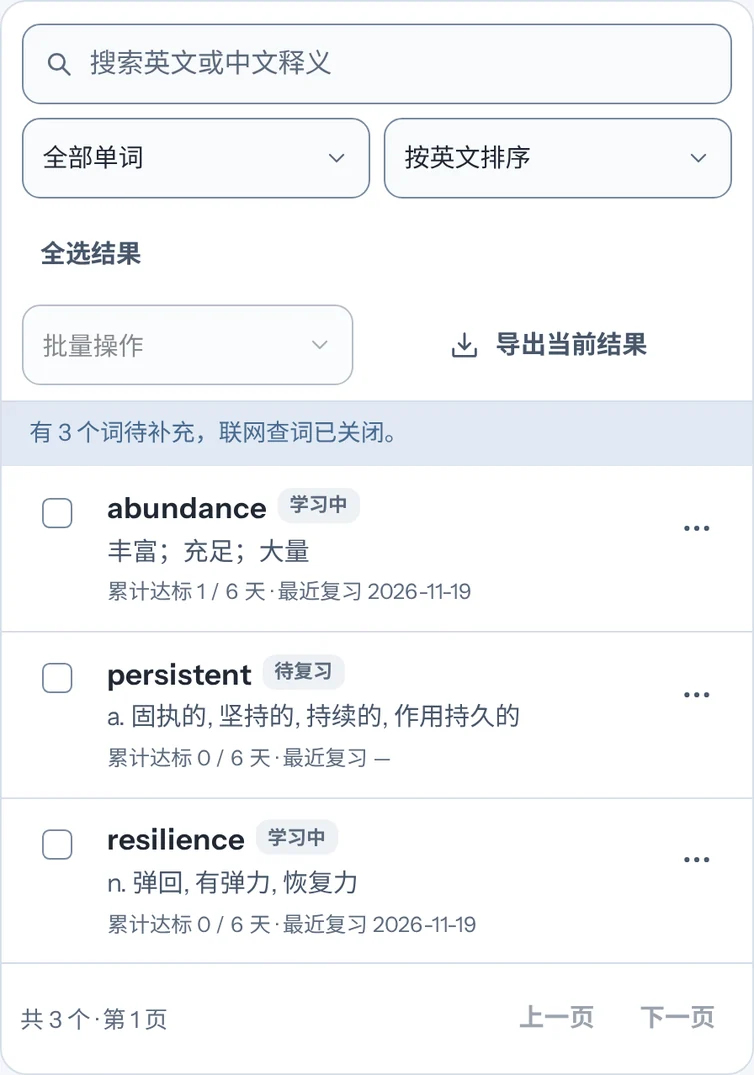 搜索英文或中文释义
全部单词
按英文排序
全选结果
批量操作
导出当前结果
有 3 个词待补充，联网查词已关闭。
abundance 学习中
丰富；充足；大量
累计达标 1 / 6 天 · 最近复习 2026-11-19
persistent 待复习
a. 固执的, 坚持的, 持续的, 作用持久的
累计达标 0 / 6 天 · 最近复习 —
resilience 学习中
n. 弹回, 有弹力, 恢复力
累计达标 0 / 6 天 · 最近复习 2026-11-19
共 3 个 · 第 1 页
上一页
下一页